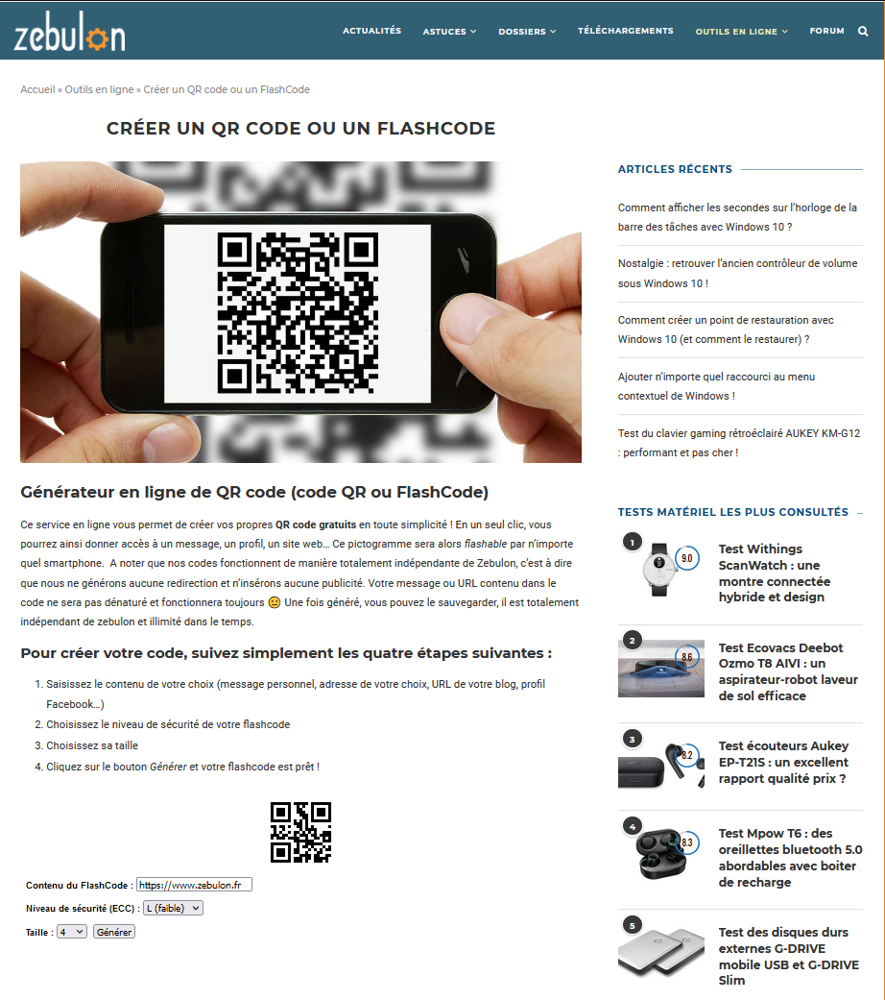 zebulon
ACTUALITÉS ASTUCES DOSSIERS TÉLÉCHARGEMENTS OUTILS EN LIGNE FORUM
Accueil » Outils en ligne » Créer un QR code ou un FlashCode
CRÉER UN QR CODE OU UN FLASHCODE
Générateur en ligne de QR code (code QR ou FlashCode)
Ce service en ligne vous permet de créer vos propres QR code gratuits en toute simplicité ! En un seul clic, vous
pourrez ainsi donner accès à un message, un profil, un site web… Ce pictogramme sera alors flashable par n'importe
quel smartphone. A noter que nos codes fonctionnent de manière totalement indépendante de Zebulon, c'est à dire
que nous ne générons aucune redirection et n'insérons aucune publicité. Votre message ou URL contenu dans le
code ne sera pas dénaturé et fonctionnera toujours 🙂 Une fois généré, vous pouvez le sauvegarder, il est totalement
indépendant de zebulon et illimité dans le temps.
Pour créer votre code, suivez simplement les quatre étapes suivantes :
1. Saisissez le contenu de votre choix (message personnel, adresse de votre choix, URL de votre blog, profil
Facebook…)
2. Choisissez le niveau de sécurité de votre flashcode
3. Choisissez sa taille
4. Cliquez sur le bouton Générer et votre flashcode est prêt !
Contenu du FlashCode : https://www.zebulon.fr
Niveau de sécurité (ECC) : L (faible)
Taille : 4 Générer
ARTICLES RÉCENTS
Comment afficher les secondes sur l'horloge de la
barre des tâches avec Windows 10 ?
Nostalgie : retrouver l'ancien contrôleur de volume
sous Windows 10 !
Comment créer un point de restauration avec
Windows 10 (et comment le restaurer) ?
Ajouter n'importe quel raccourci au menu
contextuel de Windows !
Test du clavier gaming rétroéclairé AUKEY KM-G12
: performant et pas cher !
TESTS MATÉRIEL LES PLUS CONSULTÉS
1
9.0
Test Withings
ScanWatch : une
montre connectée
hybride et design
2
8.6
Test Ecovacs Deebot
Ozmo T8 AIVI : un
aspirateur-robot laveur
de sol efficace
3
8.2
Test écouteurs Aukey
EP-T21S : un excellent
rapport qualité prix ?
4
8.3
Test Mpow T6 : des
oreillettes bluetooth 5.0
abordables avec boiter
de recharge
5
Test des disques durs
externes G-DRIVE
mobile USB et G-DRIVE
Slim